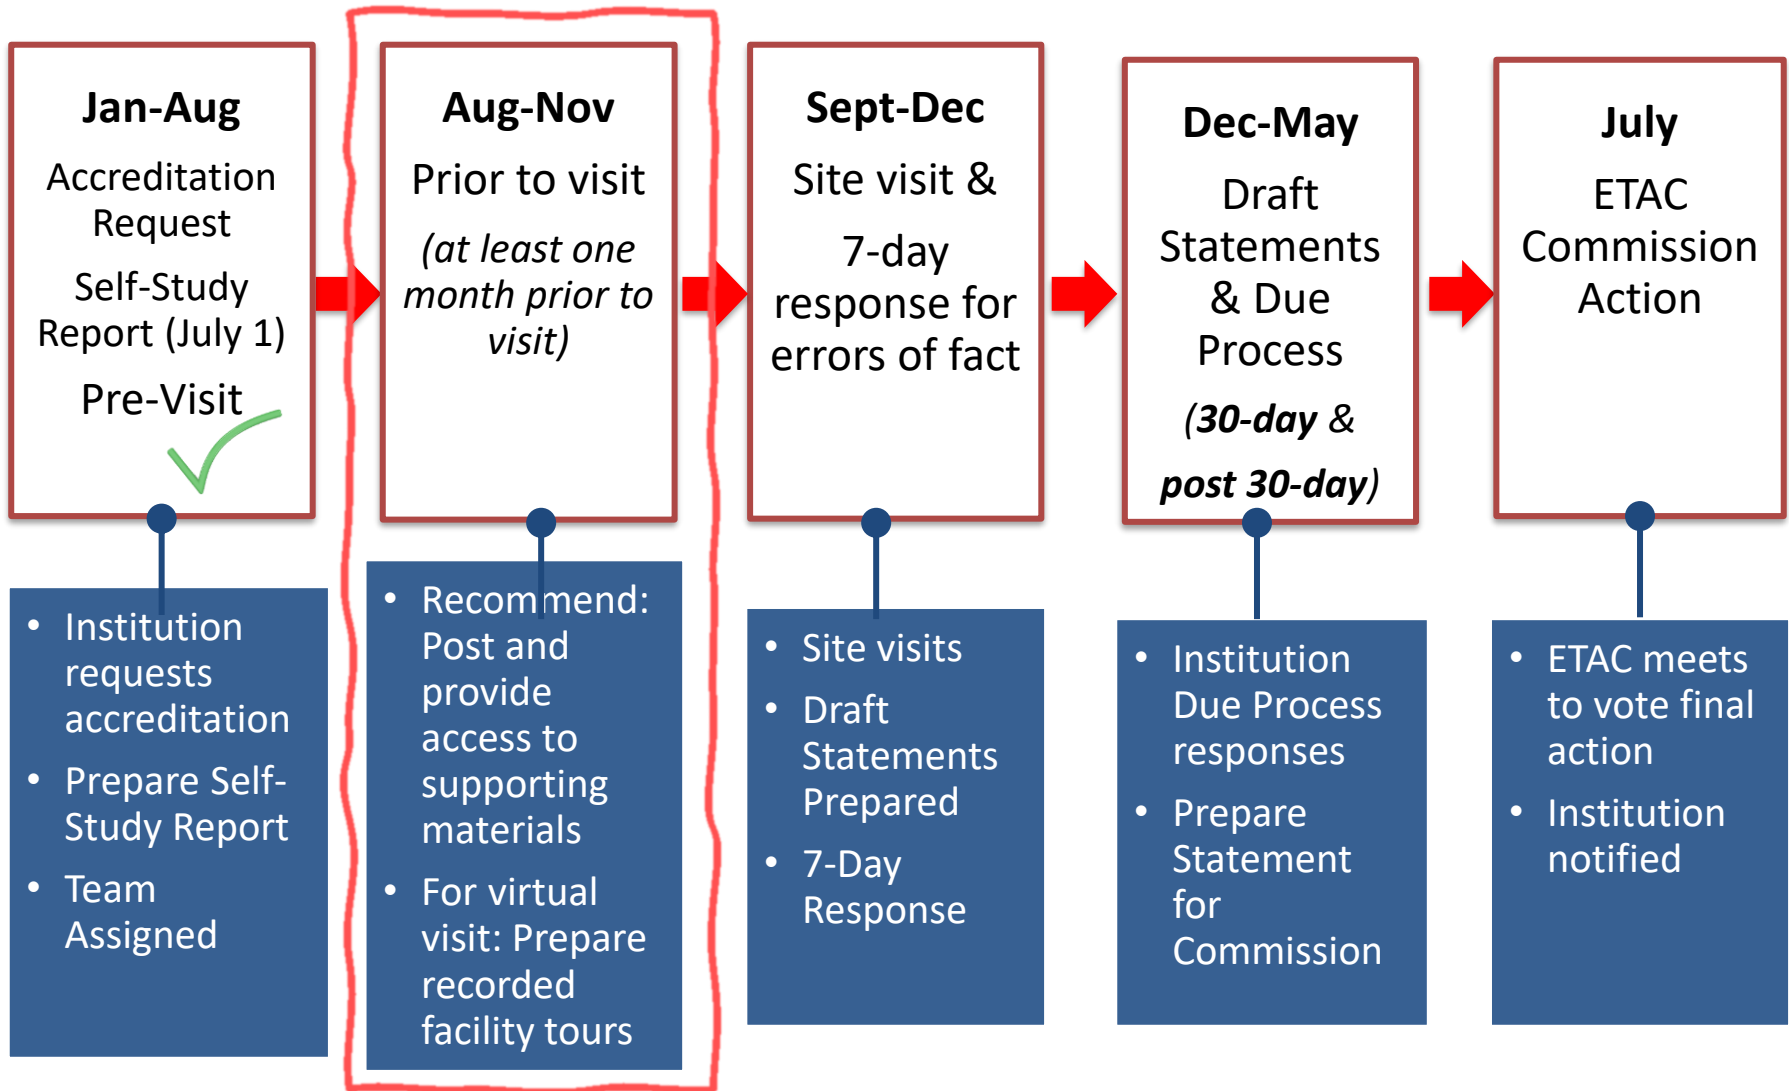 Jan-Aug
Accreditation
Request
Self-Study
Report (July 1)
Pre-Visit
Aug-Nov
Prior to visit
(at least one
month prior to
visit)
Sept-Dec
Site visit &
7-day
response for
errors of fact
Dec-May
Draft
Statements
& Due
Process
(30-day &
post 30-day)
July
ETAC
Commission
Action
• Institution
requests
accreditation
• Prepare Self-
Study Report
• Team
Assigned
• Recommend:
Post and
provide
access to
supporting
materials
• For virtual
visit: Prepare
recorded
facility tours
• Site visits
• Draft
Statements
Prepared
• 7-Day
Response
• Institution
Due Process
responses
• Prepare
Statement
for
Commission
• ETAC meets
to vote final
action
• Institution
notified